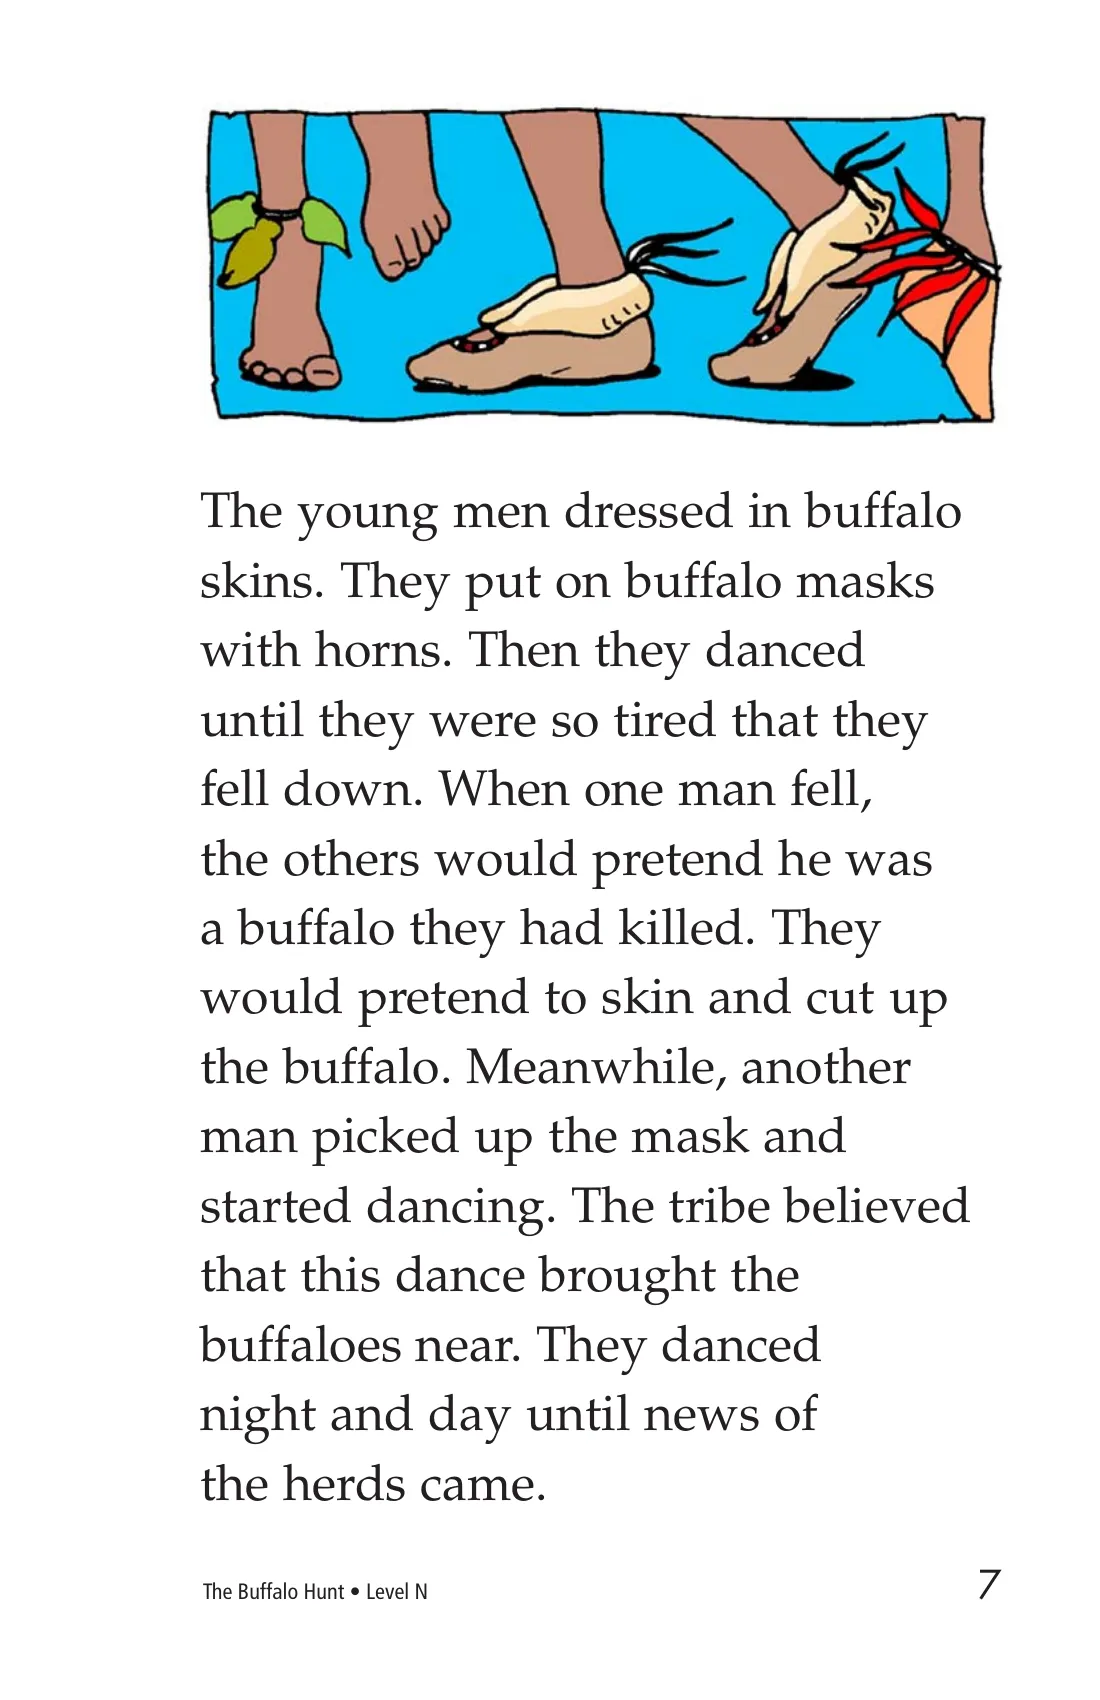 The young men dressed in buffalo
skins. They put on buffalo masks
with horns. Then they danced
until they were so tired that they
fell down. When one man fell,
the others would pretend he was
a buffalo they had killed. They
would pretend to skin and cut up
the buffalo. Meanwhile, another
man picked up the mask and
started dancing. The tribe believed
that this dance brought the
buffaloes near. They danced
night and day until news of
the herds came.
The Buffalo Hunt • Level N
7